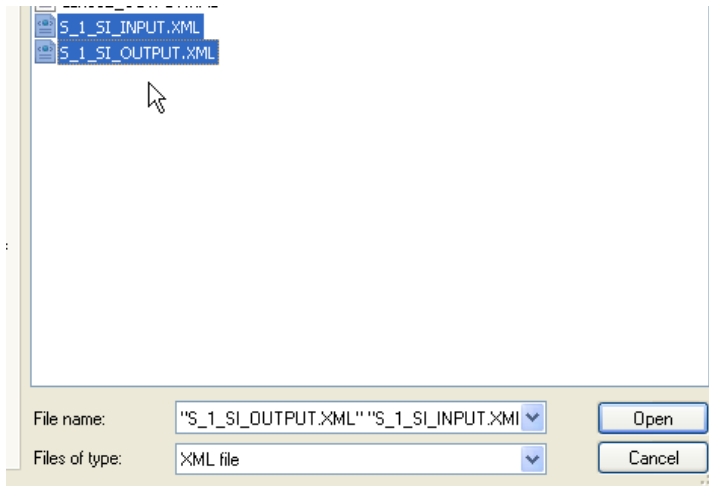 S_1_SI_INPUT.XML
S_1_SI_OUTPUT.XML
File name:
"S_1_SI_OUTPUT.XML" "S_1_SI_INPUT.XMI
Open
Files of type:
XML file
Cancel